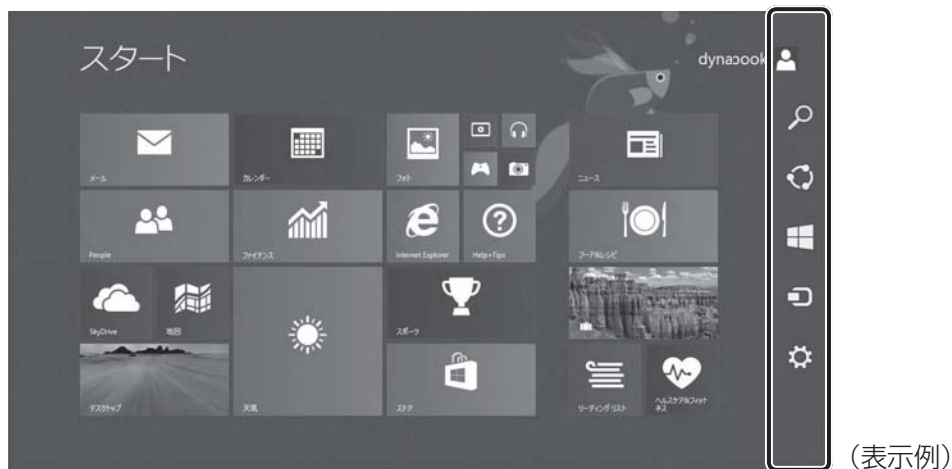 スタート
dynabook
メール
カレンダー
フォト
ニュース
People
ファイナンス
Internet Explorer
Help+Tips
フード&レシピ
SkyDrive
地図
天気
スポーツ
デスクトップ
ストア
リーディング リスト
ヘルスケア&フィット
ネス
(表示例)